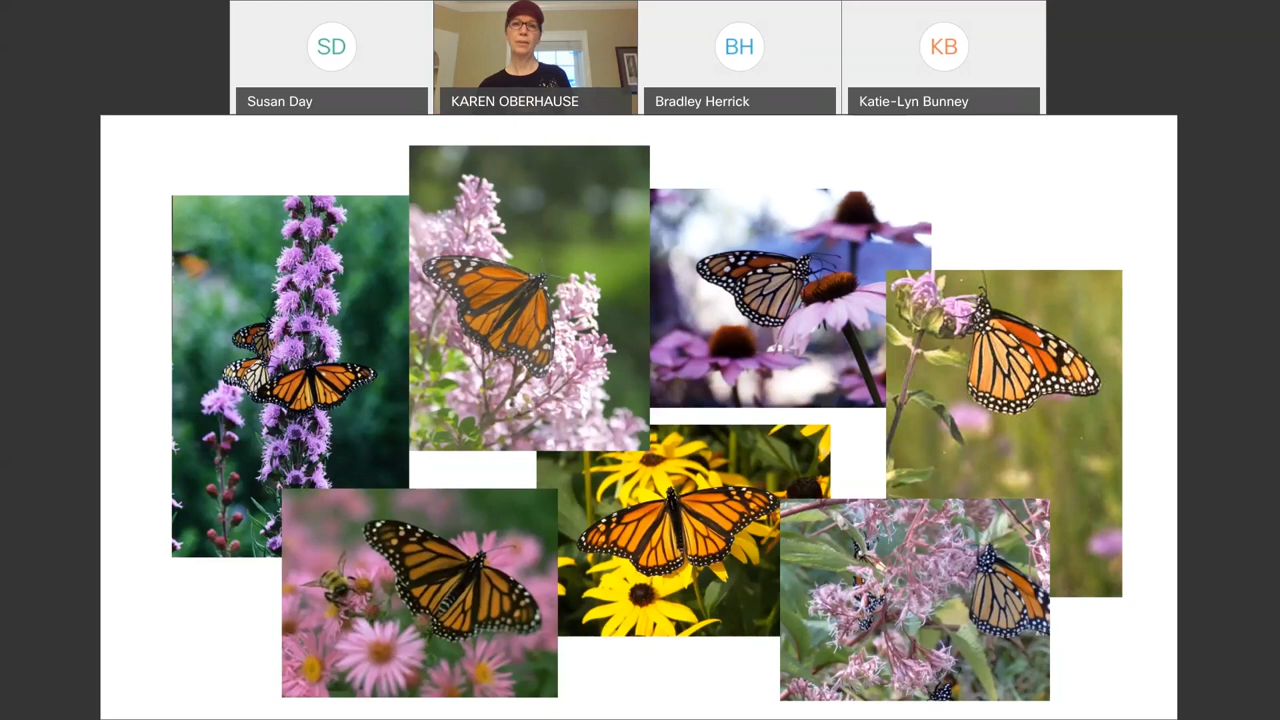 SD
BH
KB
Susan Day
KAREN OBERHAUSE
Bradley Herrick
Katie-Lyn Bunney